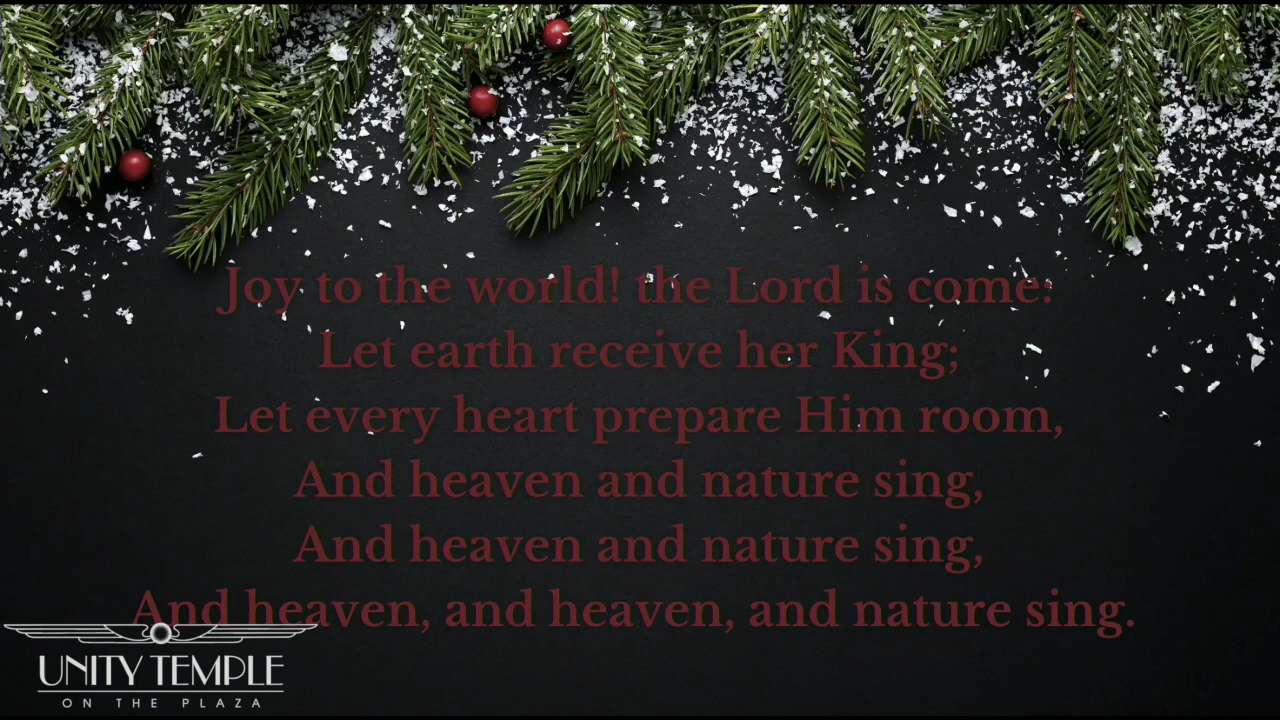 Joy to the world! the Lord is come:
Let earth receive her King;
Let every heart prepare Him room,
And heaven and nature sing,
And heaven and nature sing,
And heaven, and heaven, and nature sing.
UNITY TEMPLE
ON THE PLAZA